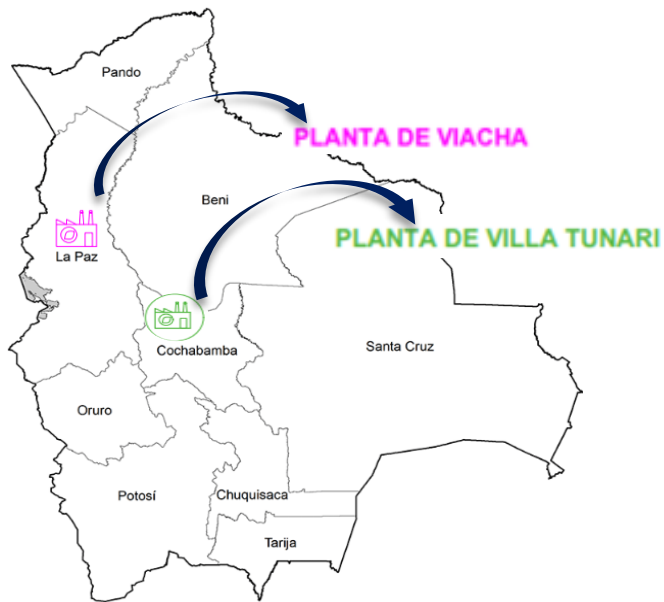 Pando
PLANTA DE VIACHA
Beni
PLANTA DE VILLA TUNARI
La Paz
Cochabamba
Santa Cruz
Oruro
Potosí
Chuquisaca
Tarija